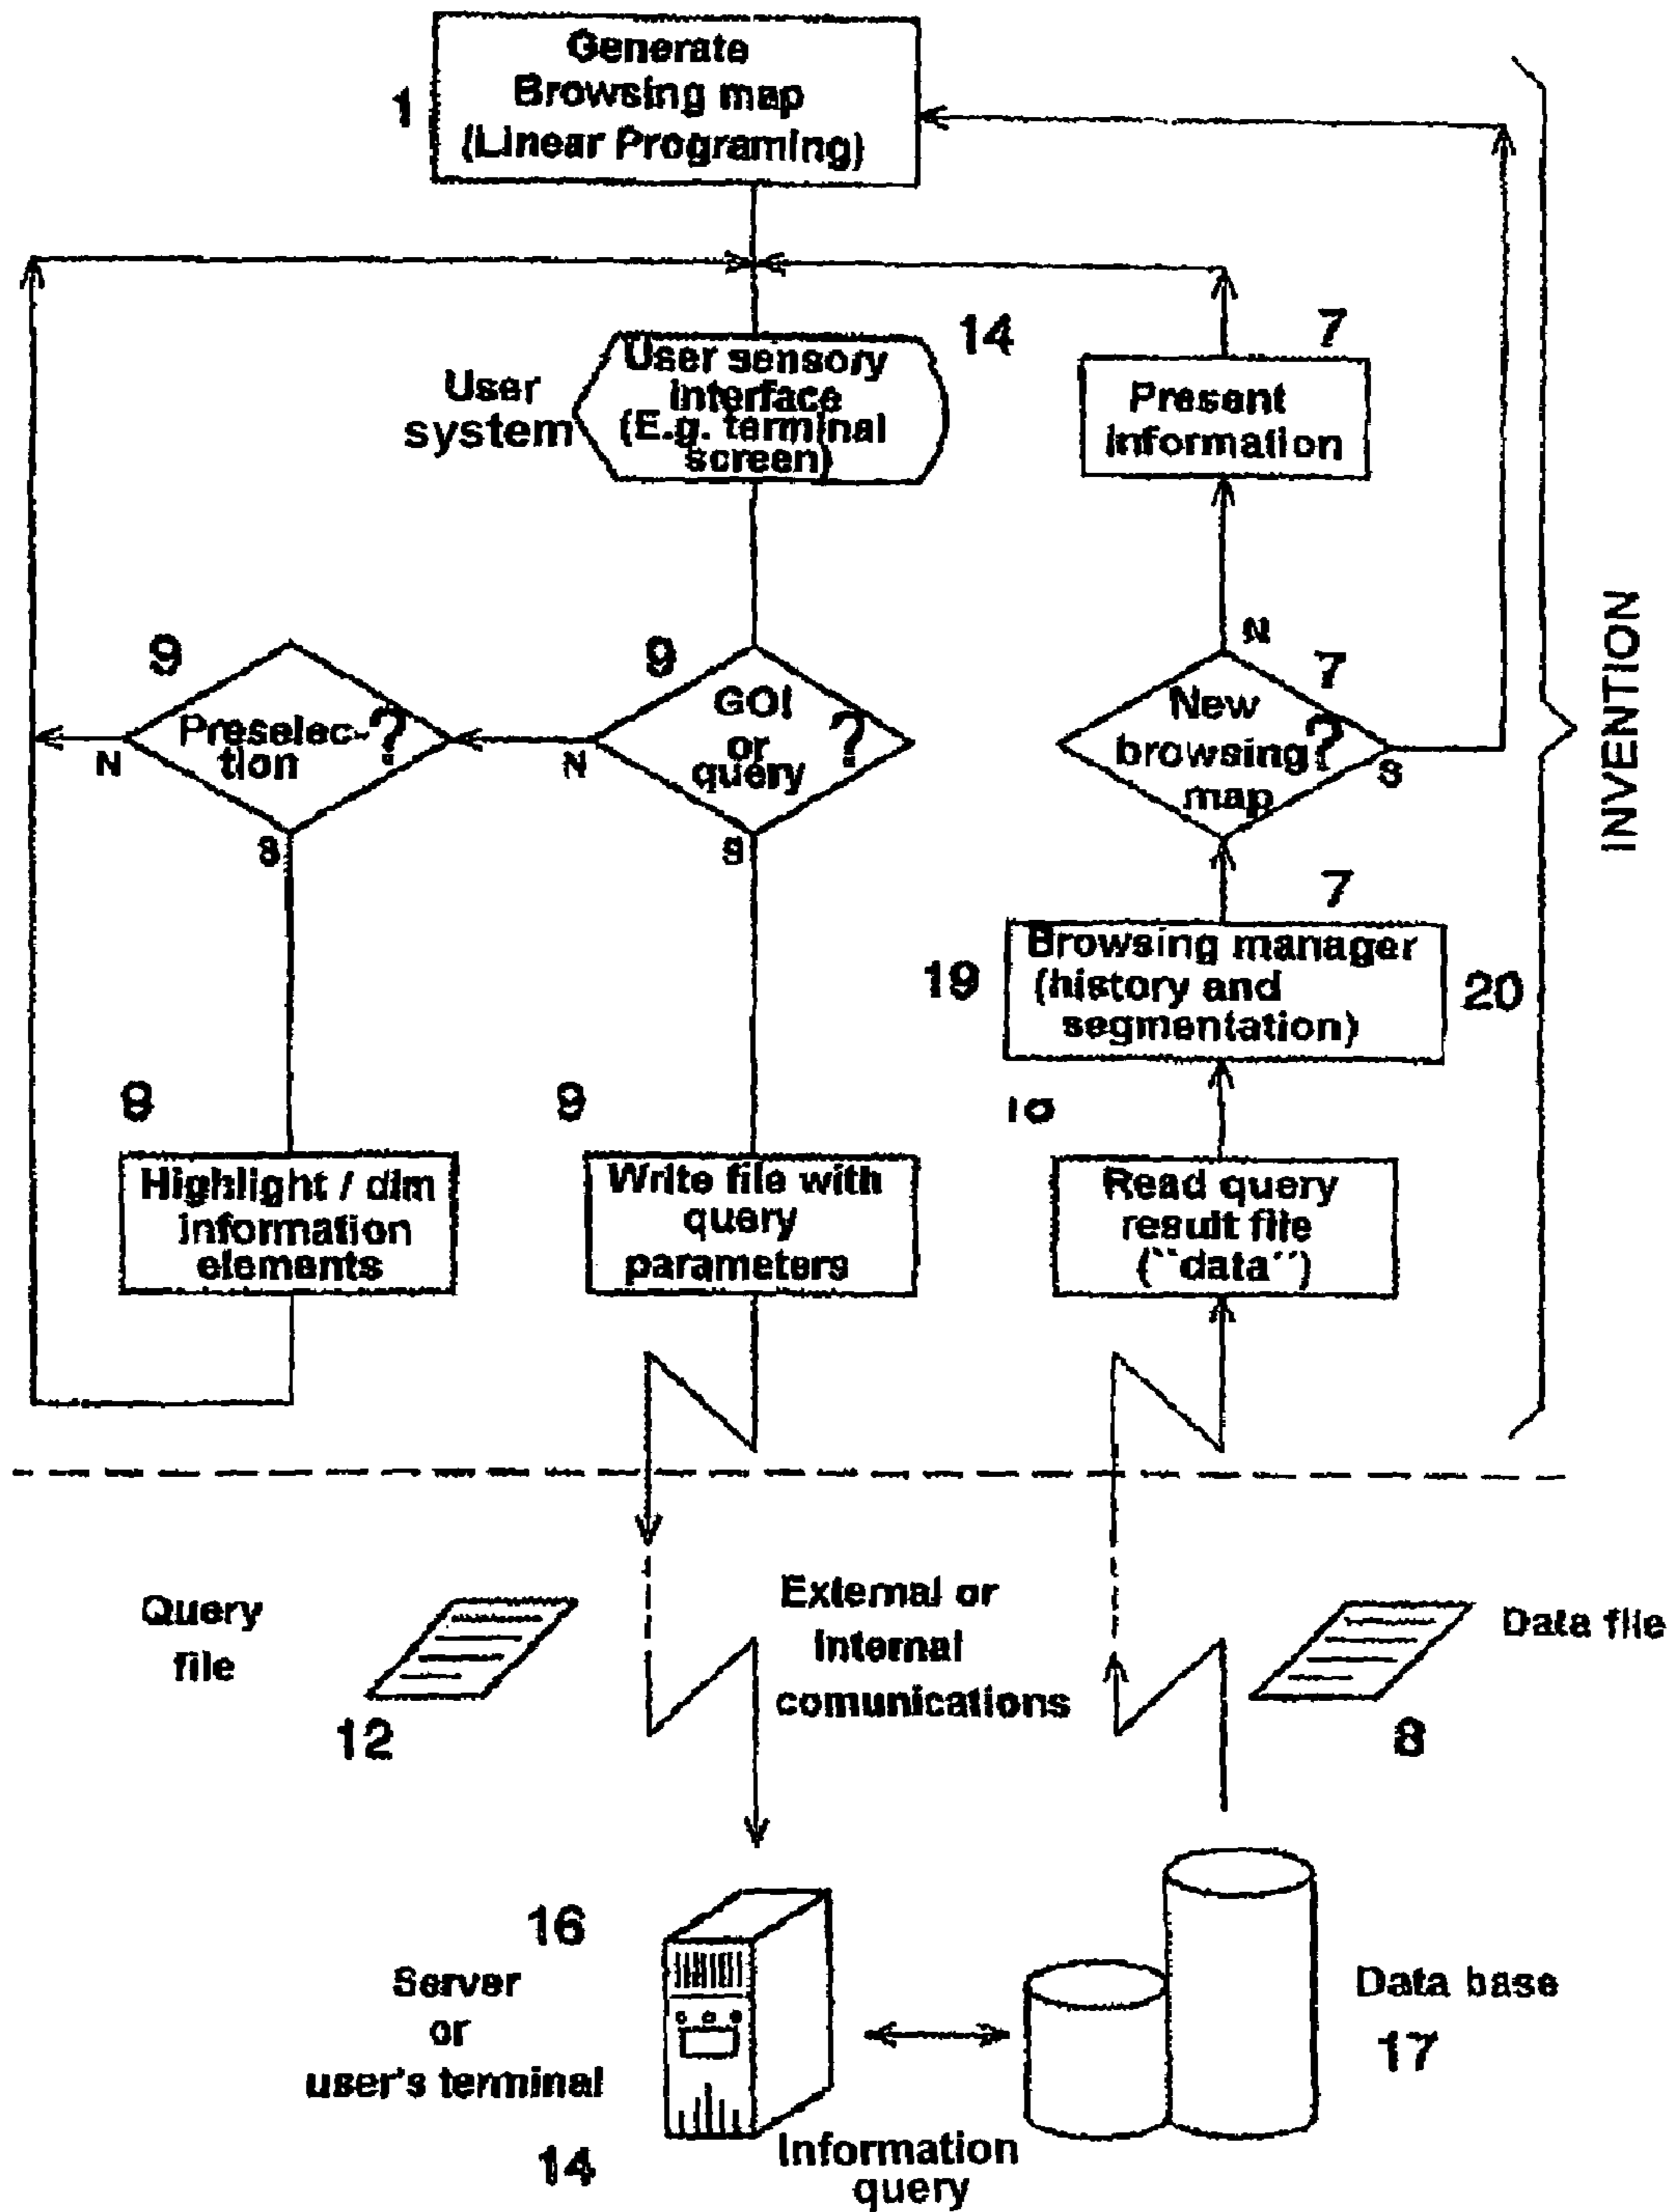 Generate
Browsing map
(Linear Programing)
1
User sensory
interface
(E.g. terminal
screen)
14
User
system
7
Present
information
9
Preselec-
tion ?
N
S
9
GO!
or
query ?
N
S
N
7
New
browsing
map ?
S
7
Browsing manager
(history and
segmentation)
19
20
9
Highlight / dim
information
elements
9
Write file with
query
parameters
Read query
result file
(``data´´)
INVENTION
Query
file
12
External or
internal
comunications
Data file
8
16
Server
or
user's terminal
14
Information
query
Data base
17